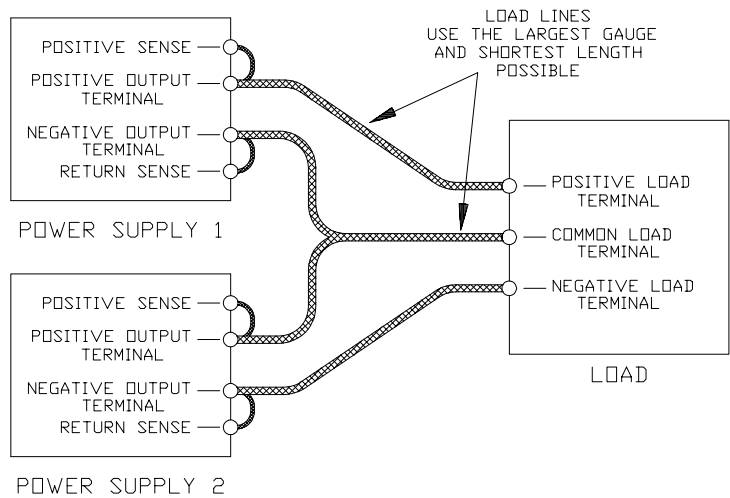 LOAD LINES
USE THE LARGEST GAUGE
AND SHORTEST LENGTH
POSSIBLE
POSITIVE SENSE
POSITIVE OUTPUT
TERMINAL
NEGATIVE OUTPUT
TERMINAL
RETURN SENSE
POWER SUPPLY 1
POSITIVE LOAD
TERMINAL
COMMON LOAD
TERMINAL
NEGATIVE LOAD
TERMINAL
LOAD
POSITIVE SENSE
POSITIVE OUTPUT
TERMINAL
NEGATIVE OUTPUT
TERMINAL
RETURN SENSE
POWER SUPPLY 2